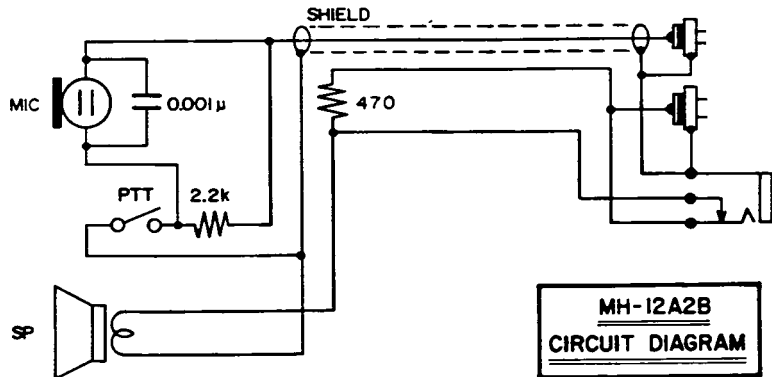 SHIELD
MIC
0.001μ
470
PTT
2.2k
SP
MH-12A2B
CIRCUIT DIAGRAM